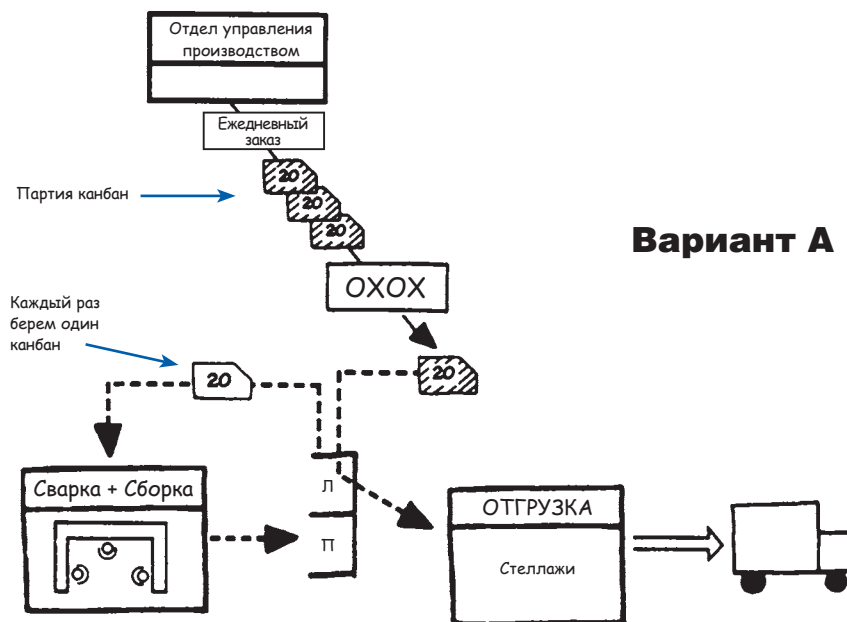 Отдел управления
производством
Ежедневный
заказ
20
20
20
Партия канбан
Вариант А
OXOX
Каждый раз
берем один
канбан
20
20
Сварка + Сборка
Л
П
ОТГРУЗКА
Стеллажи